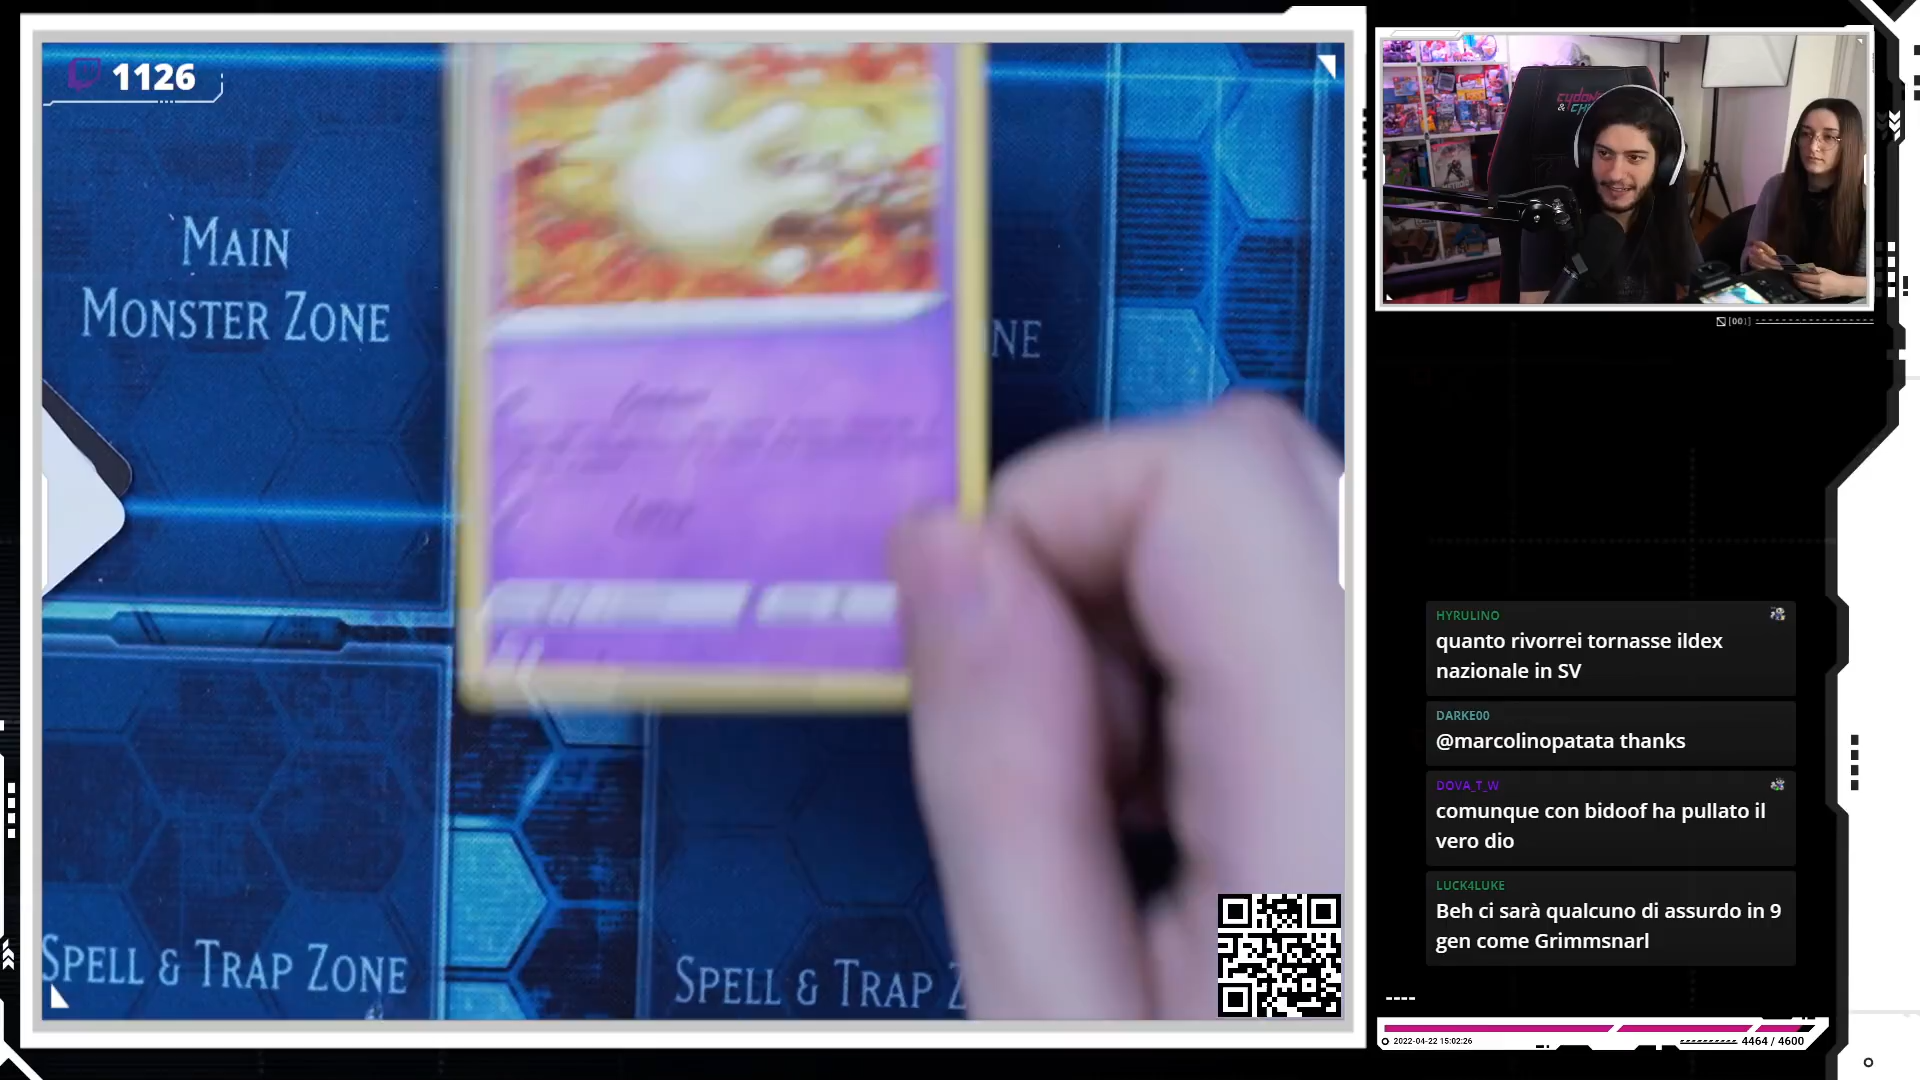 1126
MAIN
MONSTER ZONE
NE
SPELL & TRAP ZONE
SPELL & TRAP Z
[001]
HYRULINO
quanto rivorrei tornasse ildex
nazionale in SV
DARKE00
@marcolinopatata thanks
DOVA_T_W
comunque con bidoof ha pullato il
vero dio
LUCK4LUKE
Beh ci sarà qualcuno di assurdo in 9
gen come Grimmsnarl
----
2022-04-22 15:02:26
4464 / 4600